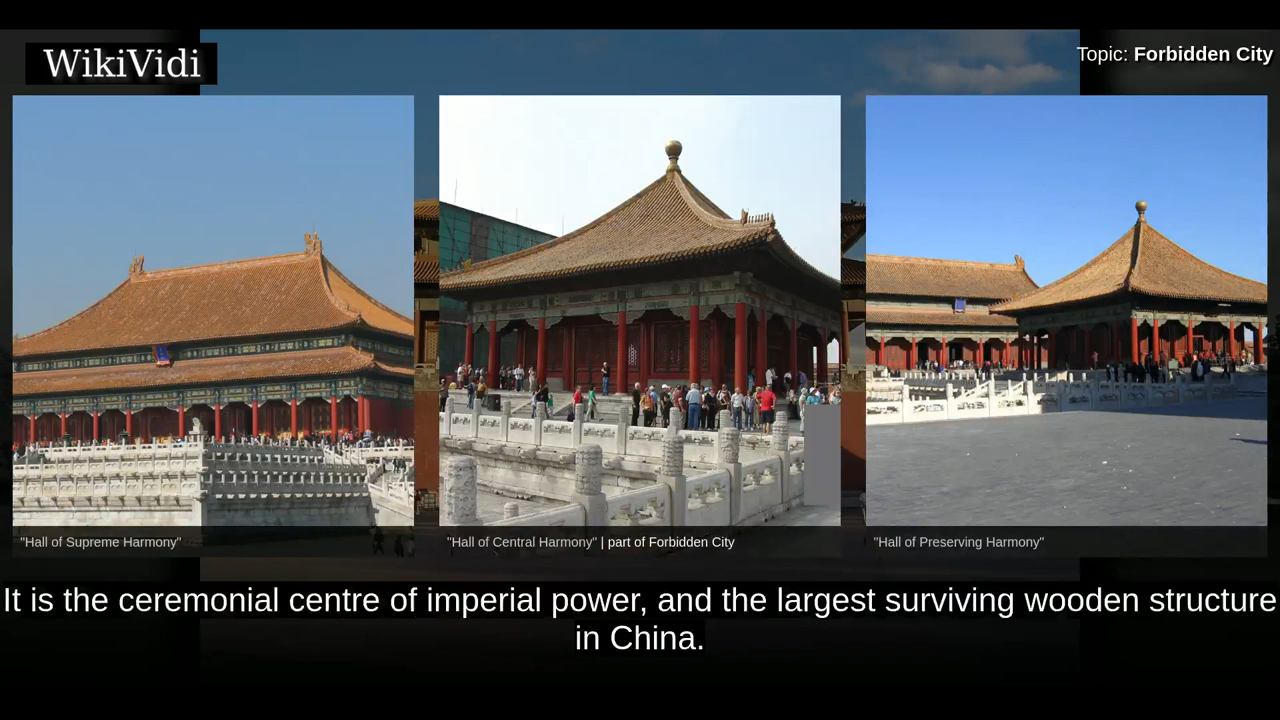 WikiVidi
Topic: Forbidden City
"Hall of Supreme Harmony"
"Hall of Central Harmony" | part of Forbidden City
"Hall of Preserving Harmony"
It is the ceremonial centre of imperial power, and the largest surviving wooden structure
in China.